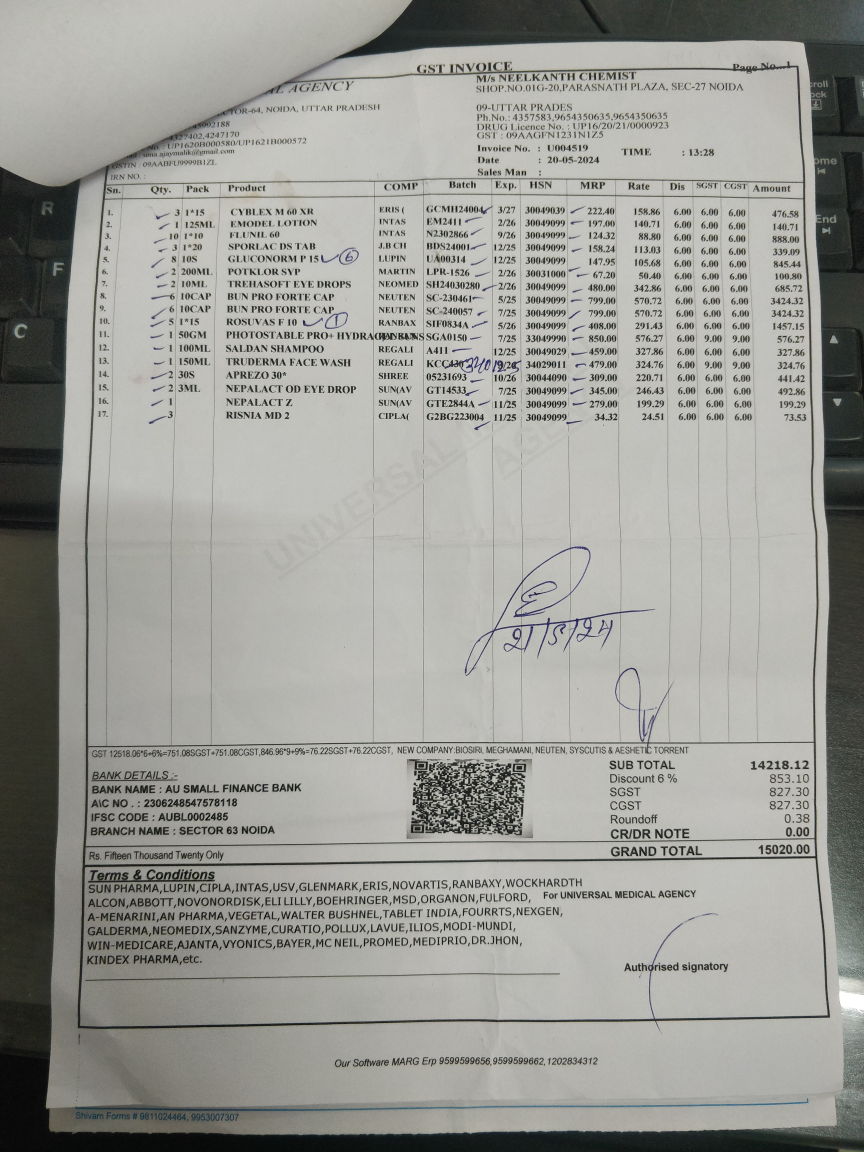 GST INVOICE
Page No...1
AL AGENCY
M/s NEELKANTH CHEMIST
SHOP.NO.01G-20,PARASNATH PLAZA, SEC-27 NOIDA
TOR-64, NOIDA, UTTAR PRADESH
09-UTTAR PRADES
Ph.No.: 4357583,9654350635,9654350635
4327402,4247170
DRUG Licence No. : UP16/20/21/0000923
UP1620B000580/UP1621B000572
GST : 09AAGFN1231N1Z5
GSTIN : 09AABFU9999B1ZL
Invoice No. : U004519 TIME : 13:28
IRN NO. :
Date : 20-05-2024
Sales Man :
Sn. Qty. Pack Product COMP Batch Exp. HSN MRP Rate Dis SGST CGST Amount
1. 3 1*15 CYBLEX M 60 XR ERIS ( GCMH24004 3/27 30049039 222.40 158.86 6.00 6.00 6.00 476.58
2. 1 125ML EMODEL LOTION INTAS EM2411 2/26 30049099 197.00 140.71 6.00 6.00 6.00 140.71
3. 10 1*10 FLUNIL 60 INTAS N2302866 9/26 30049099 124.32 88.80 6.00 6.00 6.00 888.00
4. 3 1*20 SPORLAC DS TAB J.B CH BDS24001 12/25 30049099 158.24 113.03 6.00 6.00 6.00 339.09
5. 8 10S GLUCONORM P 15 6 LUPIN UA00314 12/25 30049099 147.95 105.68 6.00 6.00 6.00 845.44
6. 2 200ML POTKLOR SYP MARTIN LPR-1526 2/26 30031000 67.20 50.40 6.00 6.00 6.00 100.80
7. 2 10ML TREHASOFT EYE DROPS NEOMED SH24030280 2/26 30049099 480.00 342.86 6.00 6.00 6.00 685.72
8. 6 10CAP BUN PRO FORTE CAP NEUTEN SC-230461 5/25 30049099 799.00 570.72 6.00 6.00 6.00 3424.32
9. 6 10CAP BUN PRO FORTE CAP NEUTEN SC-240057 7/25 30049099 799.00 570.72 6.00 6.00 6.00 3424.32
10. 5 1*15 ROSUVAS F 10 1 RANBAX SIF0834A 5/26 30049099 408.00 291.43 6.00 6.00 6.00 1457.15
11. 1 50GM PHOTOSTABLE PRO+ HYDRA SGA0150 7/25 33049990 850.00 576.27 6.00 9.00 9.00 576.27
12. 1 100ML SALDAN SHAMPOO REGALI A411 12/25 30049029 459.00 327.86 6.00 6.00 6.00 327.86
13. 1 150ML TRUDERMA FACE WASH REGALI 34029011 479.00 324.76 6.00 9.00 9.00 324.76
14. 2 30S APREZO 30* SHREE 05231693 10/26 30044090 309.00 220.71 6.00 6.00 6.00 441.42
15. 2 3ML NEPALACT OD EYE DROP SUN(AV GT14533 7/25 30049099 345.00 246.43 6.00 6.00 6.00 492.86
16. 1 NEPALACT Z SUN(AV GTE2844A 11/25 30049099 279.00 199.29 6.00 6.00 6.00 199.29
17. 3 RISNIA MD 2 CIPLA( G2BG223004 11/25 30049099 34.32 24.51 6.00 6.00 6.00 73.53
UNIVERSAL
21/5/24
GST 12518.06*6+6%=751.08SGST+751.08CGST,846.96*9+9%=76.22SGST+76.22CGST, NEW COMPANY:BIOSIRI, MEGHAMANI, NEUTEN, SYSCUTIS & AESHETIC TORRENT
BANK DETAILS :-
BANK NAME : AU SMALL FINANCE BANK
A\C NO . : 2306248547578118
IFSC CODE : AUBL0002485
BRANCH NAME : SECTOR 63 NOIDA
SUB TOTAL 14218.12
Discount 6 % 853.10
SGST 827.30
CGST 827.30
Roundoff 0.38
CR/DR NOTE 0.00
Rs. Fifteen Thousand Twenty Only
GRAND TOTAL 15020.00
Terms & Conditions
SUN PHARMA,LUPIN,CIPLA,INTAS,USV,GLENMARK,ERIS,NOVARTIS,RANBAXY,WOCKHARDTH
ALCON,ABBOTT,NOVONORDISK,ELI LILLY,BOEHRINGER,MSD,ORGANON,FULFORD, For UNIVERSAL MEDICAL AGENCY
A-MENARINI,AN PHARMA,VEGETAL,WALTER BUSHNEL,TABLET INDIA,FOURRTS,NEXGEN,
GALDERMA,NEOMEDIX,SANZYME,CURATIO,POLLUX,LAVUE,ILIOS,MODI-MUNDI,
WIN-MEDICARE,AJANTA,VYONICS,BAYER,MC NEIL,PROMED,MEDIPRIO,DR.JHON,
KINDEX PHARMA,etc.
Authorised signatory
Our Software MARG Erp 9599599656,9599599662,1202834312
Shivam Forms # 9811024464, 9953007307